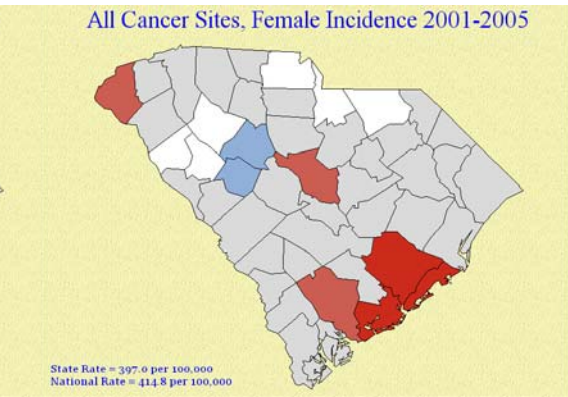 All Cancer Sites, Female Incidence 2001-2005
State Rate = 397.0 per 100,000
National Rate = 414.8 per 100,000